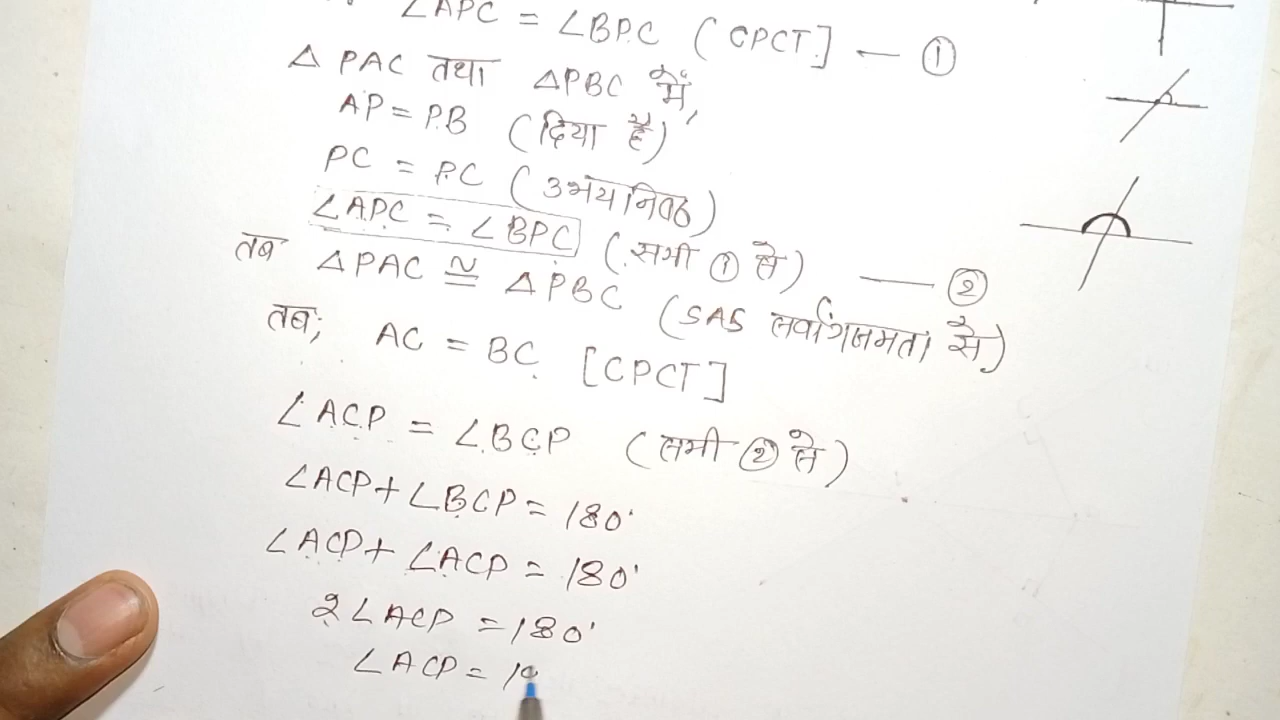 ∠APC = ∠BPC (CPCT] — ①
△ PAC तथा △PBC में,
AP = PB (दिया है)
PC = PC (उभयनिष्ठ)
∠APC = ∠BPC (समी ① से)
तब △PAC ≅ △PBC (SAS सर्वांगिसमता से) — ②
तब; AC = BC [CPCT]
∠ACP = ∠BCP (समी ② से)
∠ACP + ∠BCP = 180°
∠ACP + ∠ACP = 180°
2∠ACP = 180°
∠ACP =